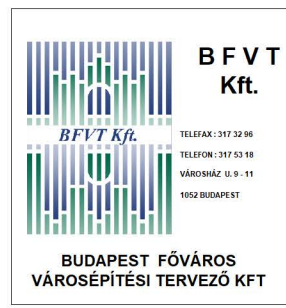 B F V T
Kft.
BFVT Kft.
TELEFAX : 317 32 96
TELEFON : 317 53 18
VÁROSHÁZ U. 9 - 11
1052 BUDAPEST
BUDAPEST FŐVÁROS
VÁROSÉPÍTÉSI TERVEZŐ KFT